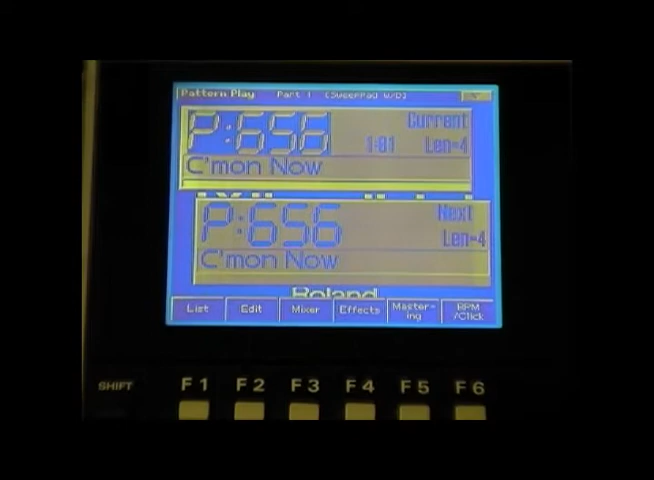 Pattern Play Part 1 (SweepPad W/D)
P:656 1:01 Current Len=4
C'mon Now
P:656 Next Len=4
C'mon Now
Roland
List Edit Mixer Effects Master-ing BPM/Click
SHIFT F1 F2 F3 F4 F5 F6